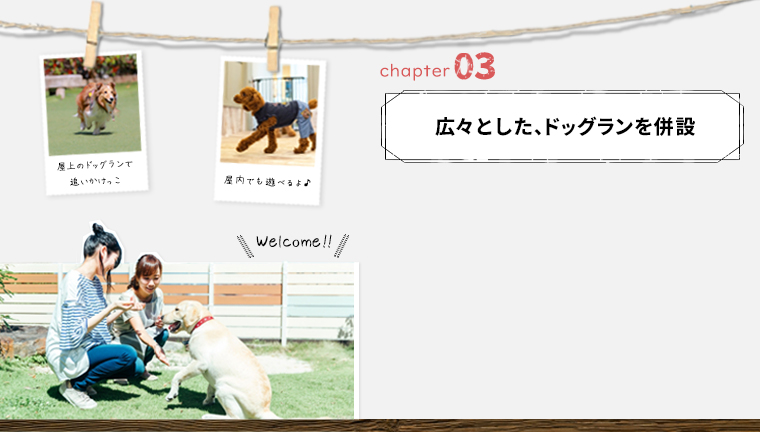 chapter 03
広々とした、ドッグランを併設
屋上のドッグランで
追いかけっこ
屋内でも遊べるよ♪
Welcome!!